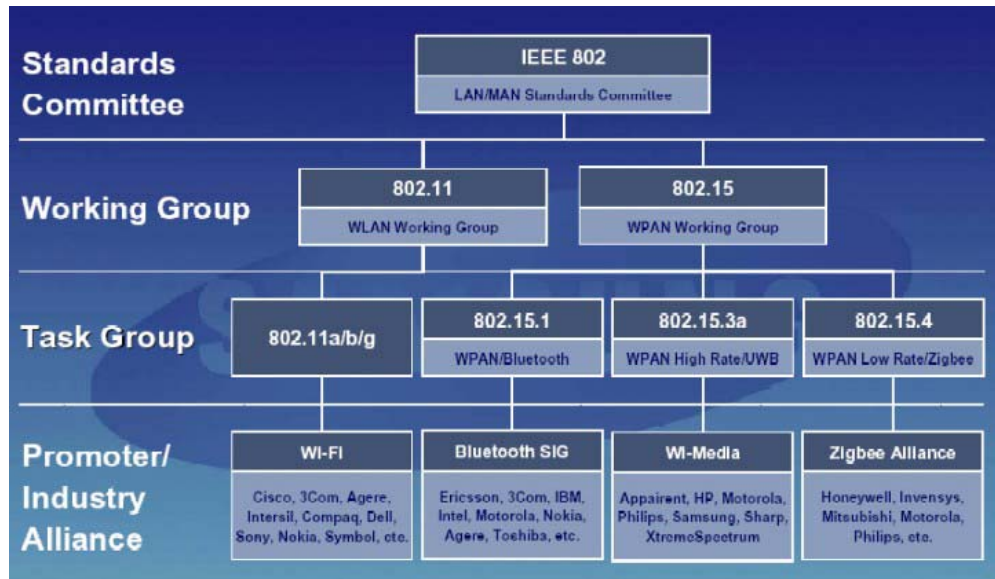 Standards
Committee
IEEE 802
LAN/MAN Standards Committee
Working Group
802.11
WLAN Working Group
802.15
WPAN Working Group
Task Group
802.11a/b/g
802.15.1
WPAN/Bluetooth
802.15.3a
WPAN High Rate/UWB
802.15.4
WPAN Low Rate/Zigbee
Promoter/
Industry
Alliance
WI-FI
Cisco, 3Com, Agere,
Intersil, Compaq, Dell,
Sony, Nokia, Symbol, etc.
Bluetooth SIG
Ericsson, 3Com, IBM,
Intel, Motorola, Nokia,
Agere, Toshiba, etc.
WI-Media
Appairent, HP, Motorola,
Philips, Samsung, Sharp,
XtremeSpectrum
Zigbee Alliance
Honeywell, Invensys,
Mitsubishi, Motorola,
Philips, etc.